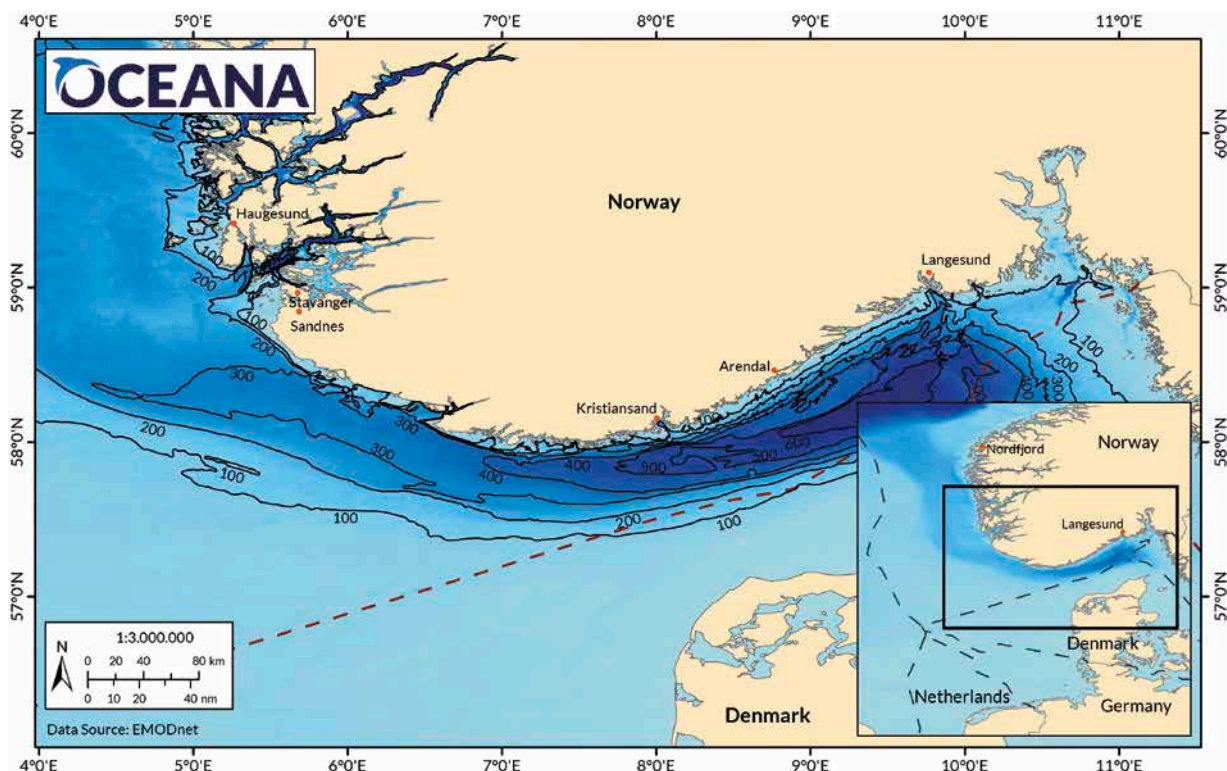 4°0'E 5°0'E 6°0'E 7°0'E 8°0'E 9°0'E 10°0'E 11°0'E
OCEANA
60°0'N
60°0'N
Norway
Haugesund
100
200
Langesund
59°0'N
59°0'N
Stavanger
Sandnes
100
200
200
100
300
300
Arendal
Kristiansand
300
200
300
400
400
500
500
600
58°0'N
58°0'N
100
100
200
100
Norway
Nordfjord
Langesund
Denmark
Netherlands
Germany
57°0'N
57°0'N
N
1:3.000.000
0 20 40 80 km
0 10 20 40 nm
Data Source: EMODnet
Denmark
4°0'E 5°0'E 6°0'E 7°0'E 8°0'E 9°0'E 10°0'E 11°0'E